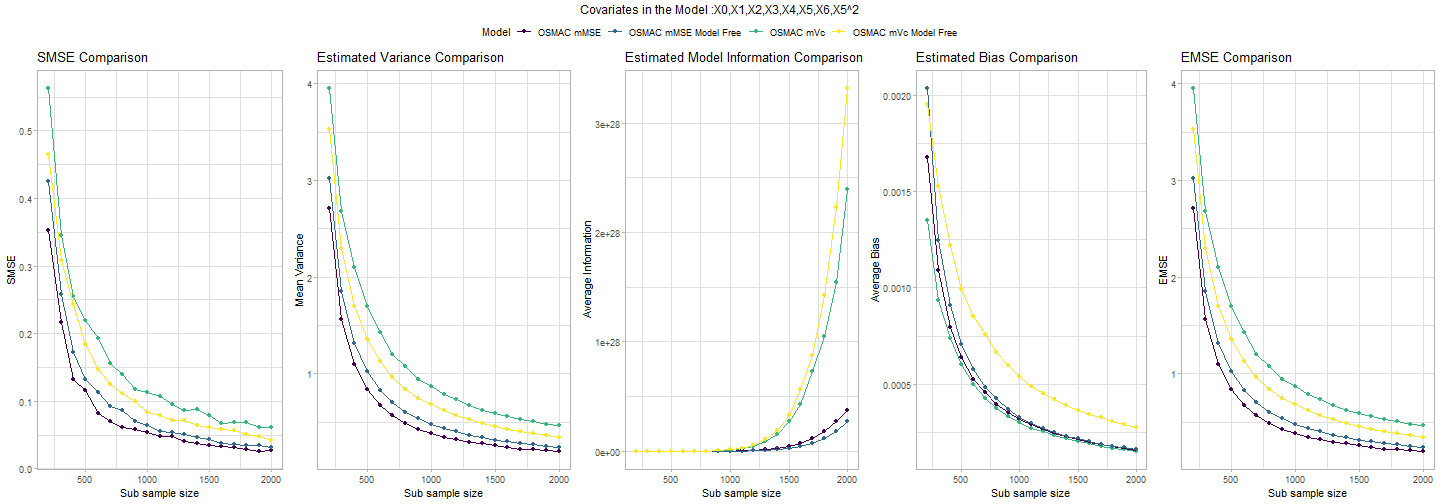 Covariates in the Model :X0,X1,X2,X3,X4,X5,X6,X5^2
Model OSMAC mMSE OSMAC mMSE Model Free OSMAC mVc OSMAC mVc Model Free
SMSE Comparison
SMSE
0.5
0.4
0.3
0.2
0.1
0.0
500 1000 1500 2000
Sub sample size
Estimated Variance Comparison
Mean Variance
4
3
2
1
500 1000 1500 2000
Sub sample size
Estimated Model Information Comparison
Average Information
3e+28
2e+28
1e+28
0e+00
500 1000 1500 2000
Sub sample size
Estimated Bias Comparison
Average Bias
0.0020
0.0015
0.0010
0.0005
500 1000 1500 2000
Sub sample size
EMSE Comparison
EMSE
4
3
2
1
500 1000 1500 2000
Sub sample size